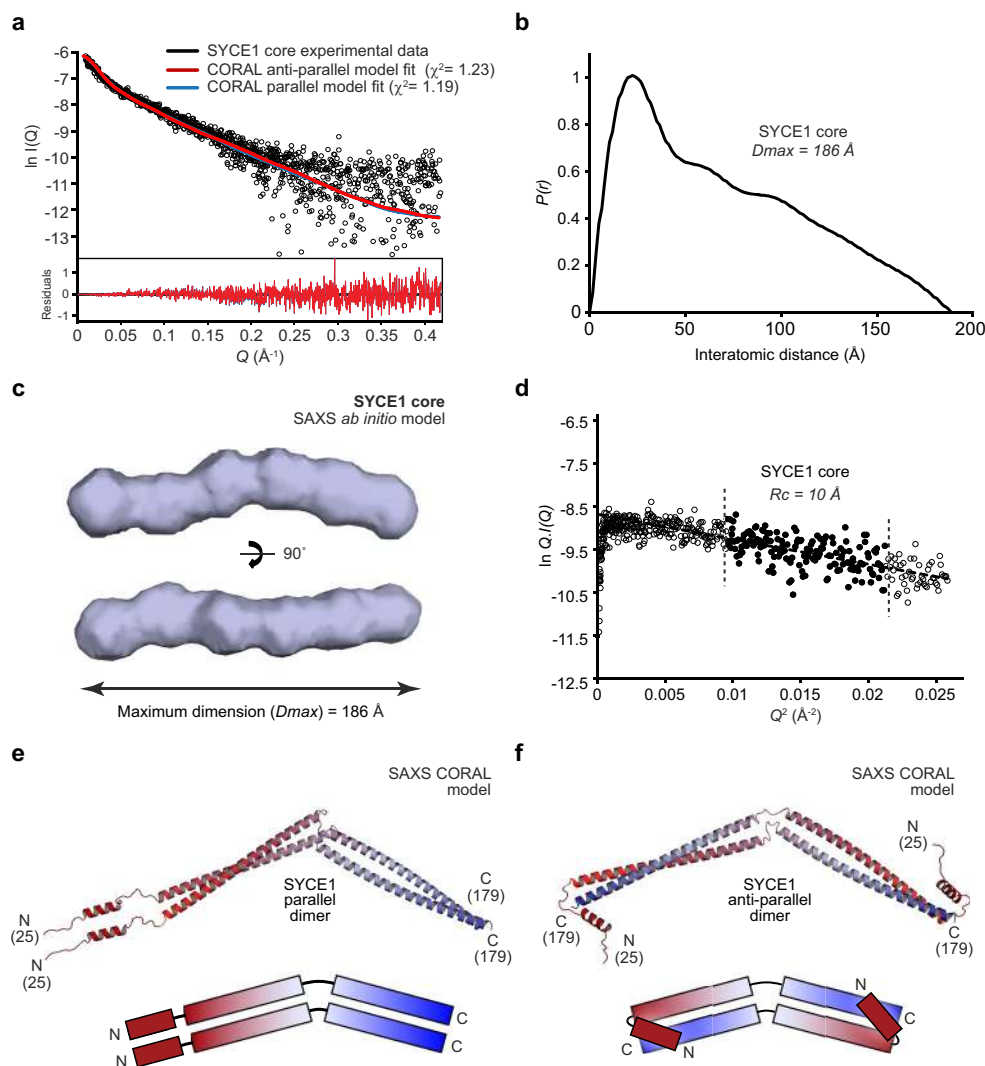 a
SYCE1 core experimental data
CORAL anti-parallel model fit (χ²= 1.23)
CORAL parallel model fit (χ²= 1.19)
ln I(Q)
-6
-7
-8
-9
-10
-11
-12
-13
Residuals
1
0
-1
0 0.05 0.1 0.15 0.2 0.25 0.30 0.35 0.4
Q (Å⁻¹)
b
P(r)
1
0.8
0.6
0.4
0.2
0
SYCE1 core
Dmax = 186 Å
0 50 100 150 200
Interatomic distance (Å)
c
SYCE1 core
SAXS ab initio model
90°
Maximum dimension (Dmax) = 186 Å
d
ln Q.I(Q)
-6.5
-7.5
-8.5
-9.5
-10.5
-11.5
-12.5
SYCE1 core
Rc = 10 Å
0 0.005 0.01 0.015 0.02 0.025
Q² (Å⁻²)
e
SAXS CORAL
model
N
(25)
N
(25)
SYCE1
parallel
dimer
C
(179)
C
(179)
N
N
C
C
f
SAXS CORAL
model
N
(25)
C
(179)
N
(25)
SYCE1
anti-parallel
dimer
C
(179)
N
C
N
C